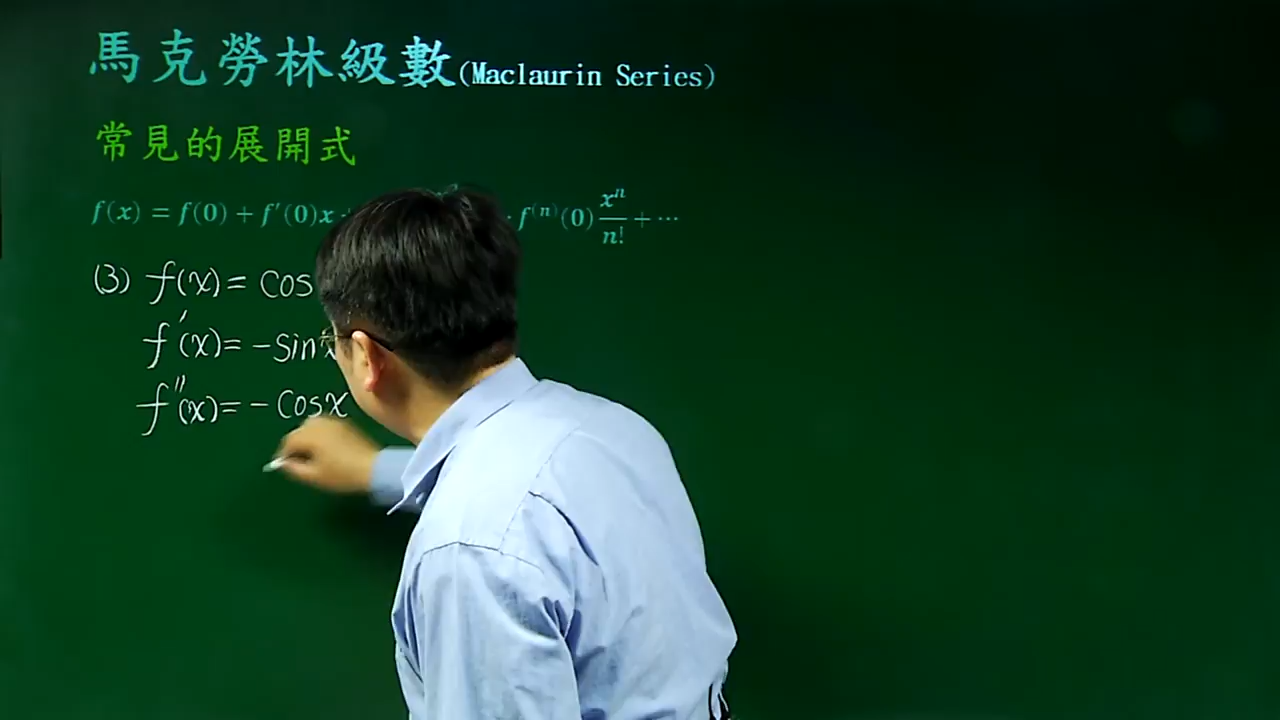 馬克勞林級數(Maclaurin Series)
常見的展開式
f(x) = f(0) + f′(0)x f⁽ⁿ⁾(0) xⁿ/n! + ⋯
(3) f(x) = cos
f′(x) = -sinx
f″(x) = -cosx